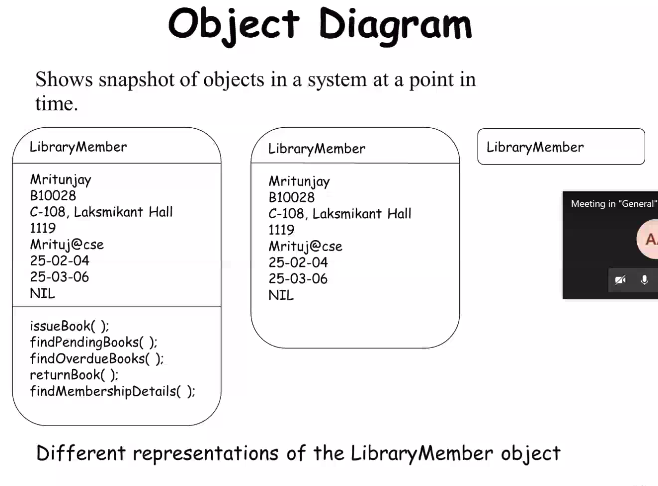 Object Diagram
Shows snapshot of objects in a system at a point in
time.
LibraryMember
Mritunjay
B10028
C-108, Laksmikant Hall
1119
Mrituj@cse
25-02-04
25-03-06
NIL
issueBook( );
findPendingBooks( );
findOverdueBooks( );
returnBook( );
findMembershipDetails( );
LibraryMember
Mritunjay
B10028
C-108, Laksmikant Hall
1119
Mrituj@cse
25-02-04
25-03-06
NIL
LibraryMember
Meeting in "General"
A
Different representations of the LibraryMember object